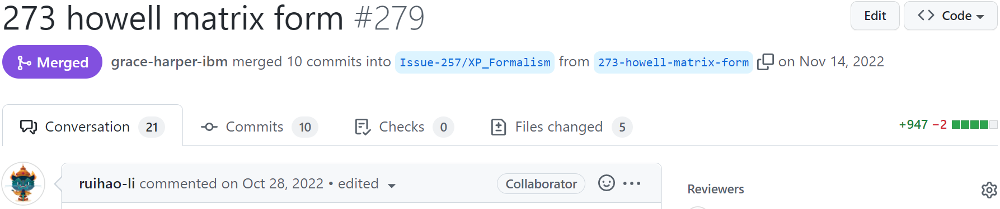 273 howell matrix form #279
Edit
<> Code
Merged
grace-harper-ibm merged 10 commits into Issue-257/XP_Formalism from 273-howell-matrix-form on Nov 14, 2022
Conversation 21
Commits 10
Checks 0
Files changed 5
+947 −2
ruihao-li commented on Oct 28, 2022 • edited
Collaborator
Reviewers